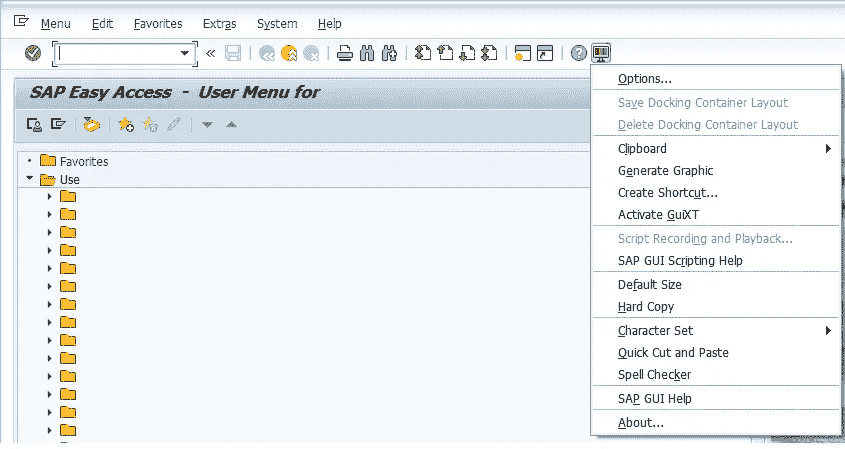 Menu Edit Favorites Extras System Help
SAP Easy Access - User Menu for
Favorites
Use
Options...
Save Docking Container Layout
Delete Docking Container Layout
Clipboard
Generate Graphic
Create Shortcut...
Activate GuiXT
Script Recording and Playback...
SAP GUI Scripting Help
Default Size
Hard Copy
Character Set
Quick Cut and Paste
Spell Checker
SAP GUI Help
About...